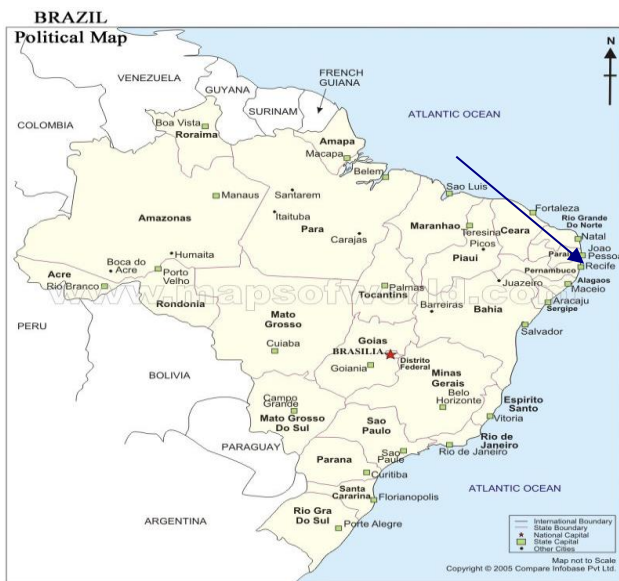 BRAZIL
Political Map
N
VENEZUELA
GUYANA
FRENCH
GUIANA
SURINAM
ATLANTIC OCEAN
COLOMBIA
Boa Vista
Roraima
Amapa
Macapa
Belem
Sao Luis
Fortaleza
Rio Grande
Do Norte
Natal
Joao
Pessoa
Recife
Manaus
Santarem
Amazonas
Itaituba
Para
Maranhao
Teresina
Ceara
Picos
Piaui
Carajas
Pernambuco
Alagaos
Maceio
Juazeiro
Aracaju
Sergipe
Humaita
Boca do
Acre
Acre
Rio Branco
Porto
Velho
Rondonia
Palmas
Tocantins
Barreiras
Bahia
www.mapsofworld.com
Mato
Grosso
Cuiaba
Salvador
PERU
Goias
BRASILIA
Distrito
Federal
Goiania
BOLIVIA
Minas
Gerais
Belo
Horizonte
Espirito
Santo
Vitoria
Campo
Grande
Mato Grosso
Do Sul
Sao
Paulo
Sao
Paulo
Rio de
Janeiro
Rio de Janeiro
PARAGUAY
Parana
Curitiba
Santa
Cararina
Florianopolis
ATLANTIC OCEAN
ARGENTINA
Rio Gra
Do Sul
Porte Alegre
International Boundary
State Boundary
National Capital
State Capital
Other Cities
Map not to Scale
Copyright © 2005 Compare Infobase Pvt Ltd.